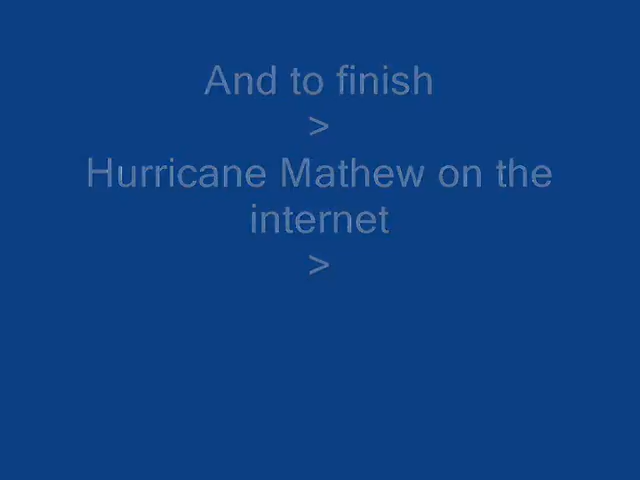 And to finish
>
Hurricane Mathew on the
internet
>